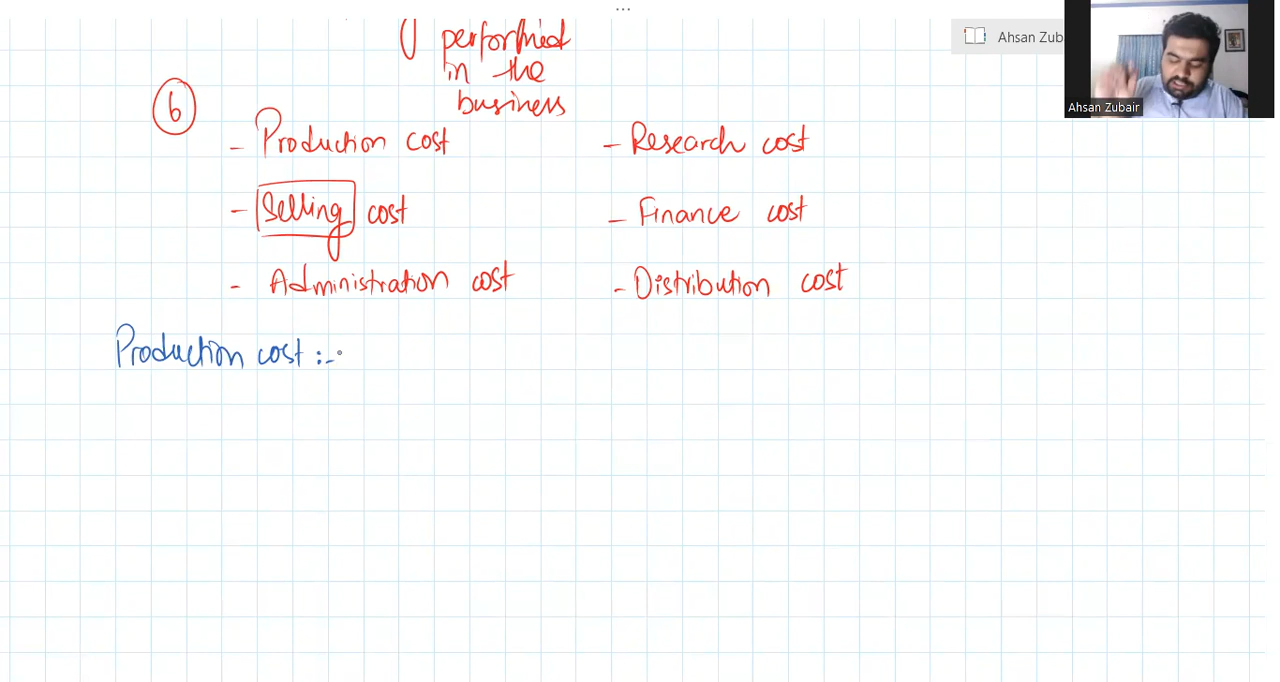 ...
Ahsan Zub
performed
in the
business
6
- Production cost
- Research cost
- Selling cost
- Finance cost
- Administration cost
- Distribution cost
Production cost :-
Ahsan Zubair